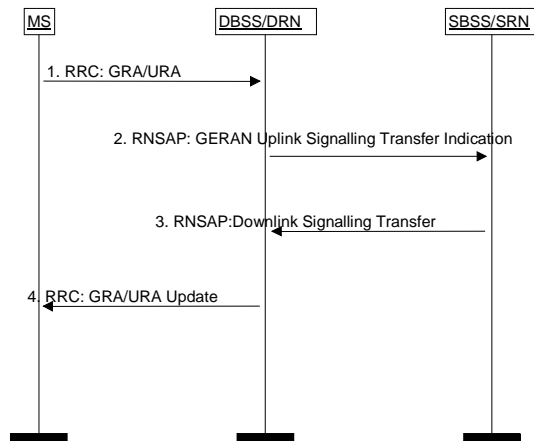 MS
DBSS/DRN
SBSS/SRN
1. RRC: GRA/URA
2. RNSAP: GERAN Uplink Signalling Transfer Indication
3. RNSAP:Downlink Signalling Transfer
4. RRC: GRA/URA Update